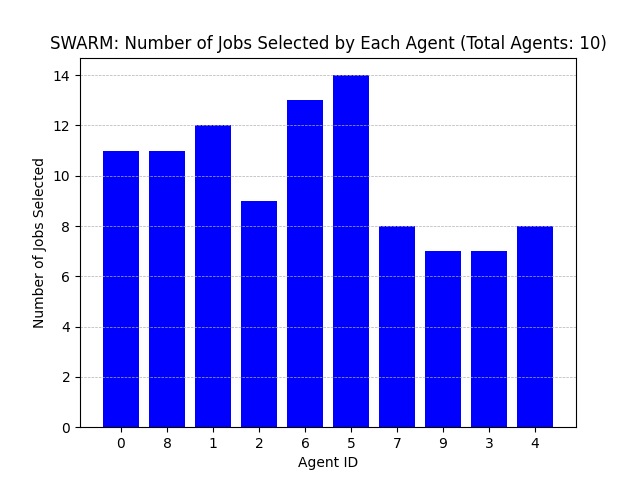 SWARM: Number of Jobs Selected by Each Agent (Total Agents: 10)
14
12
10
8
6
4
2
0
Number of Jobs Selected
0 8 1 2 6 5 7 9 3 4
Agent ID